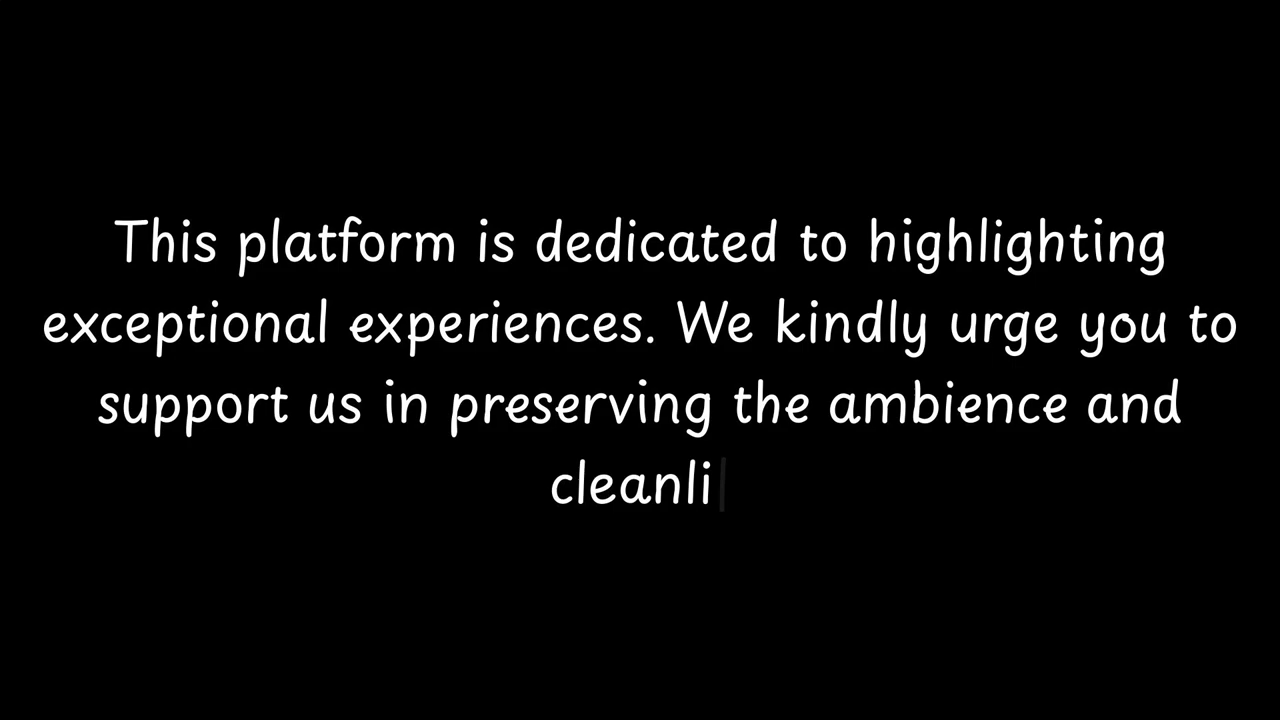 This platform is dedicated to highlighting
exceptional experiences. We kindly urge you to
support us in preserving the ambience and
cleanli